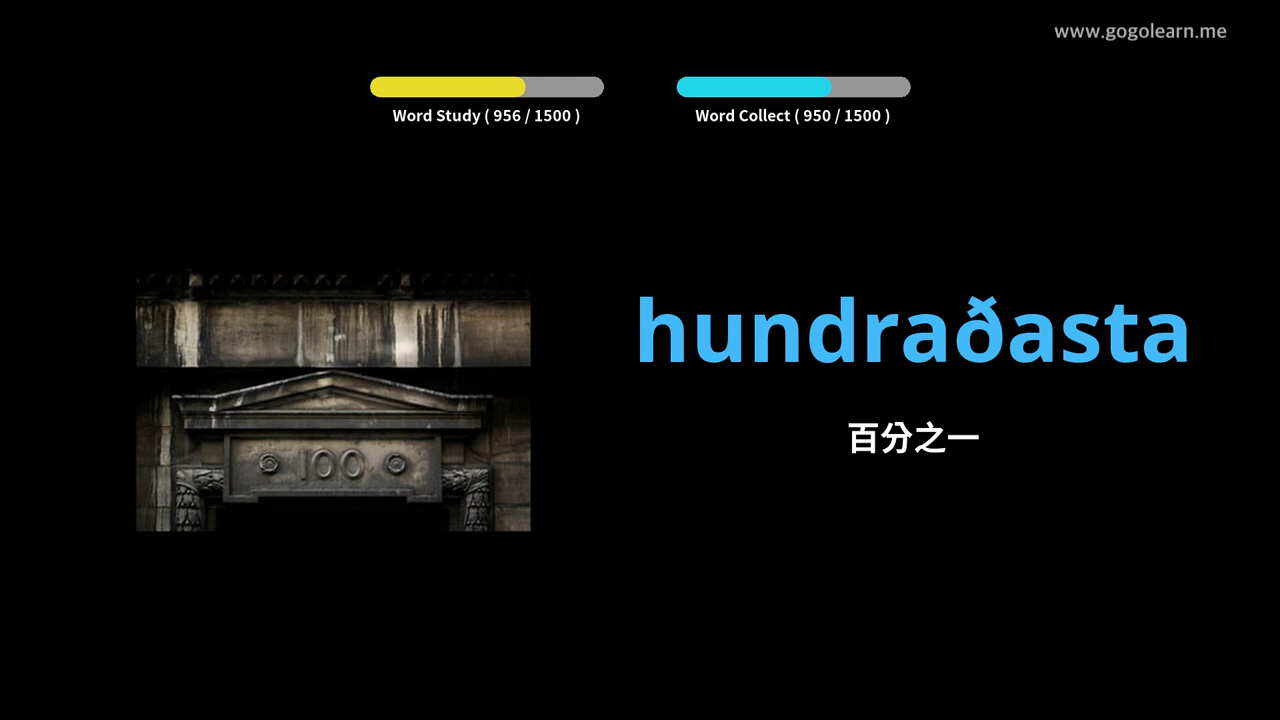 www.gogolearn.me
Word Study ( 956 / 1500 )
Word Collect ( 950 / 1500 )
hundraðasta
百分之一
100